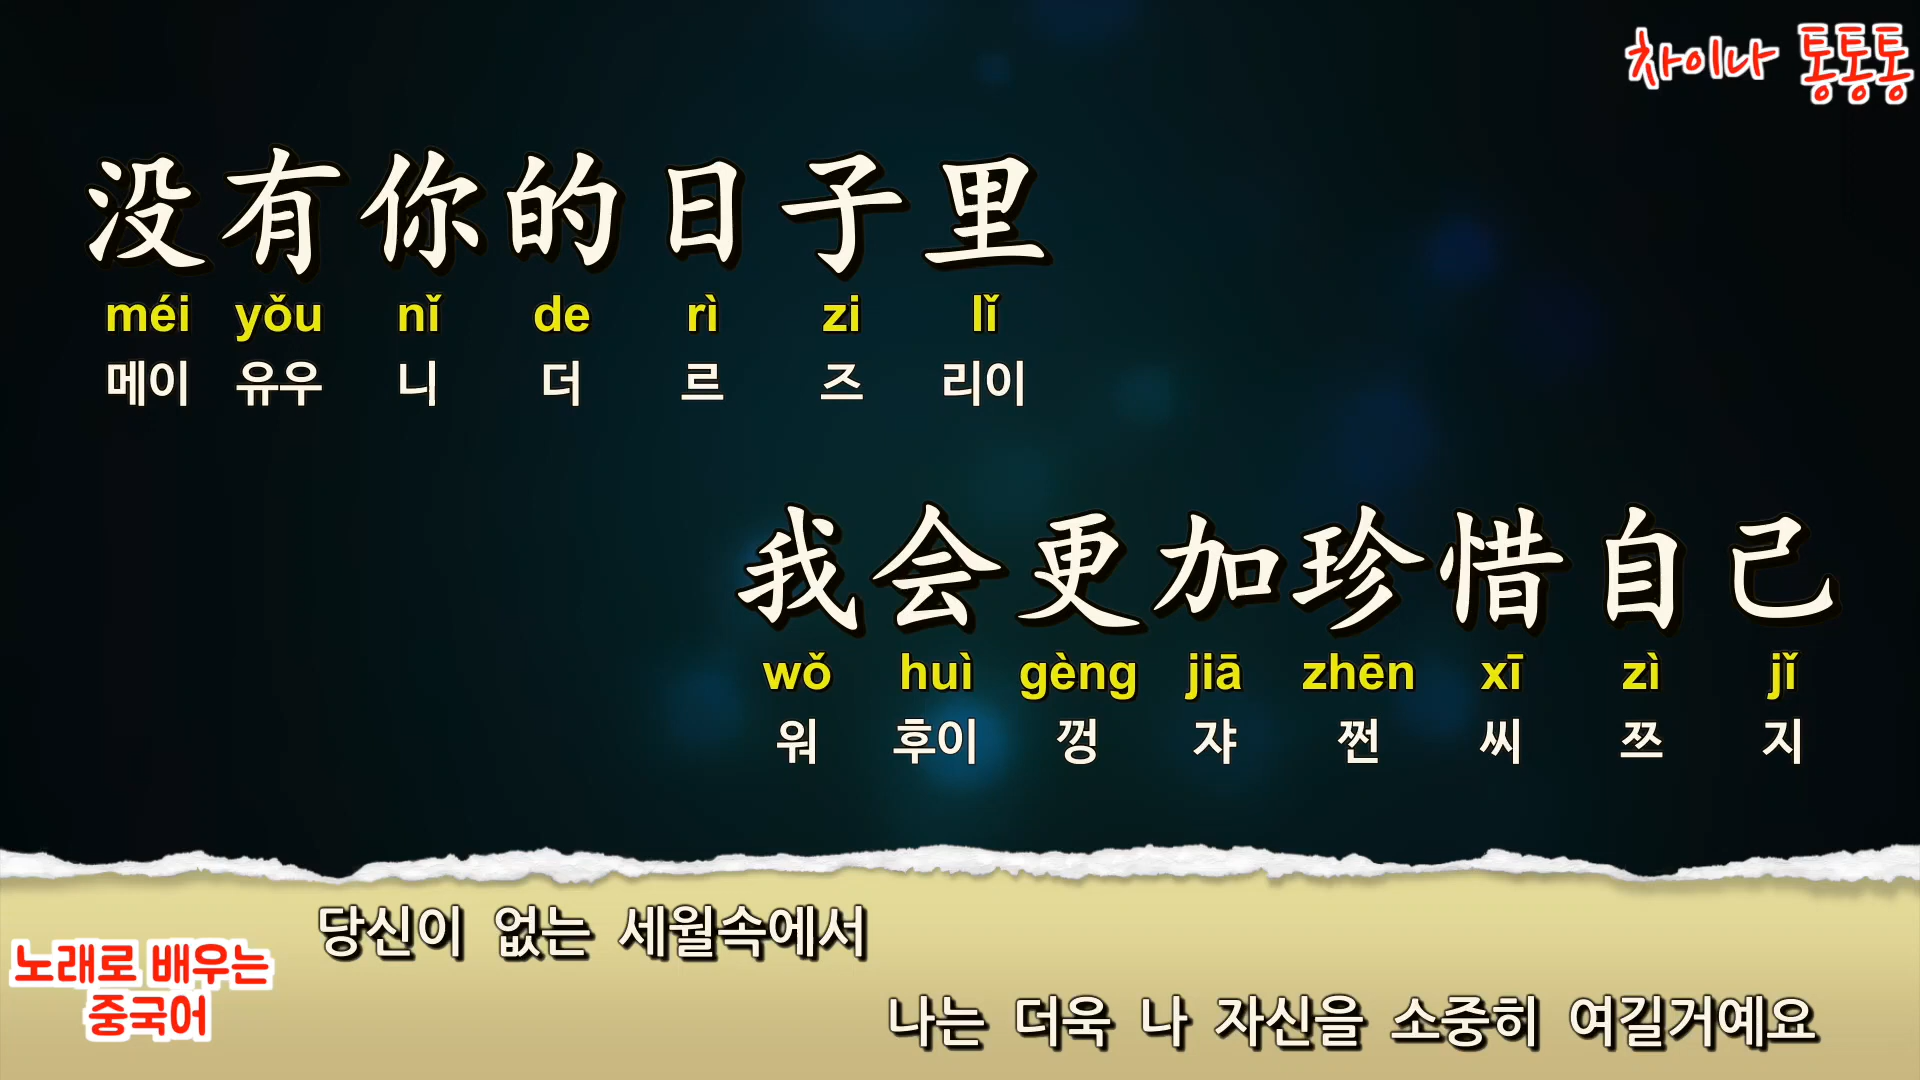 차이나 통통통
没有你的日子里
méi yǒu nǐ de rì zi lǐ
메이 유우 니 더 르 즈 리이
我会更加珍惜自己
wǒ huì gèng jiā zhēn xī zì jǐ
워 후이 껑 쟈 쩐 씨 쯔 지
당신이 없는 세월속에서
노래로 배우는
중국어
나는 더욱 나 자신을 소중히 여길거예요